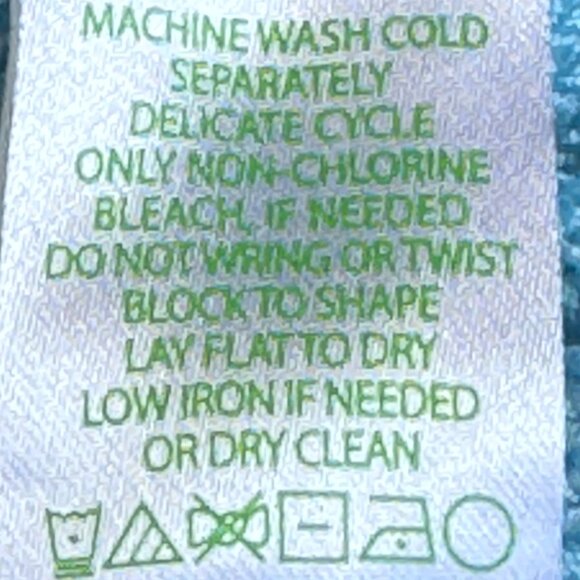 MACHINE WASH COLD
SEPARATELY
DELICATE CYCLE
ONLY NON-CHLORINE
BLEACH, IF NEEDED
DO NOT WRING OR TWIST
BLOCK TO SHAPE
LAY FLAT TO DRY
LOW IRON IF NEEDED
OR DRY CLEAN